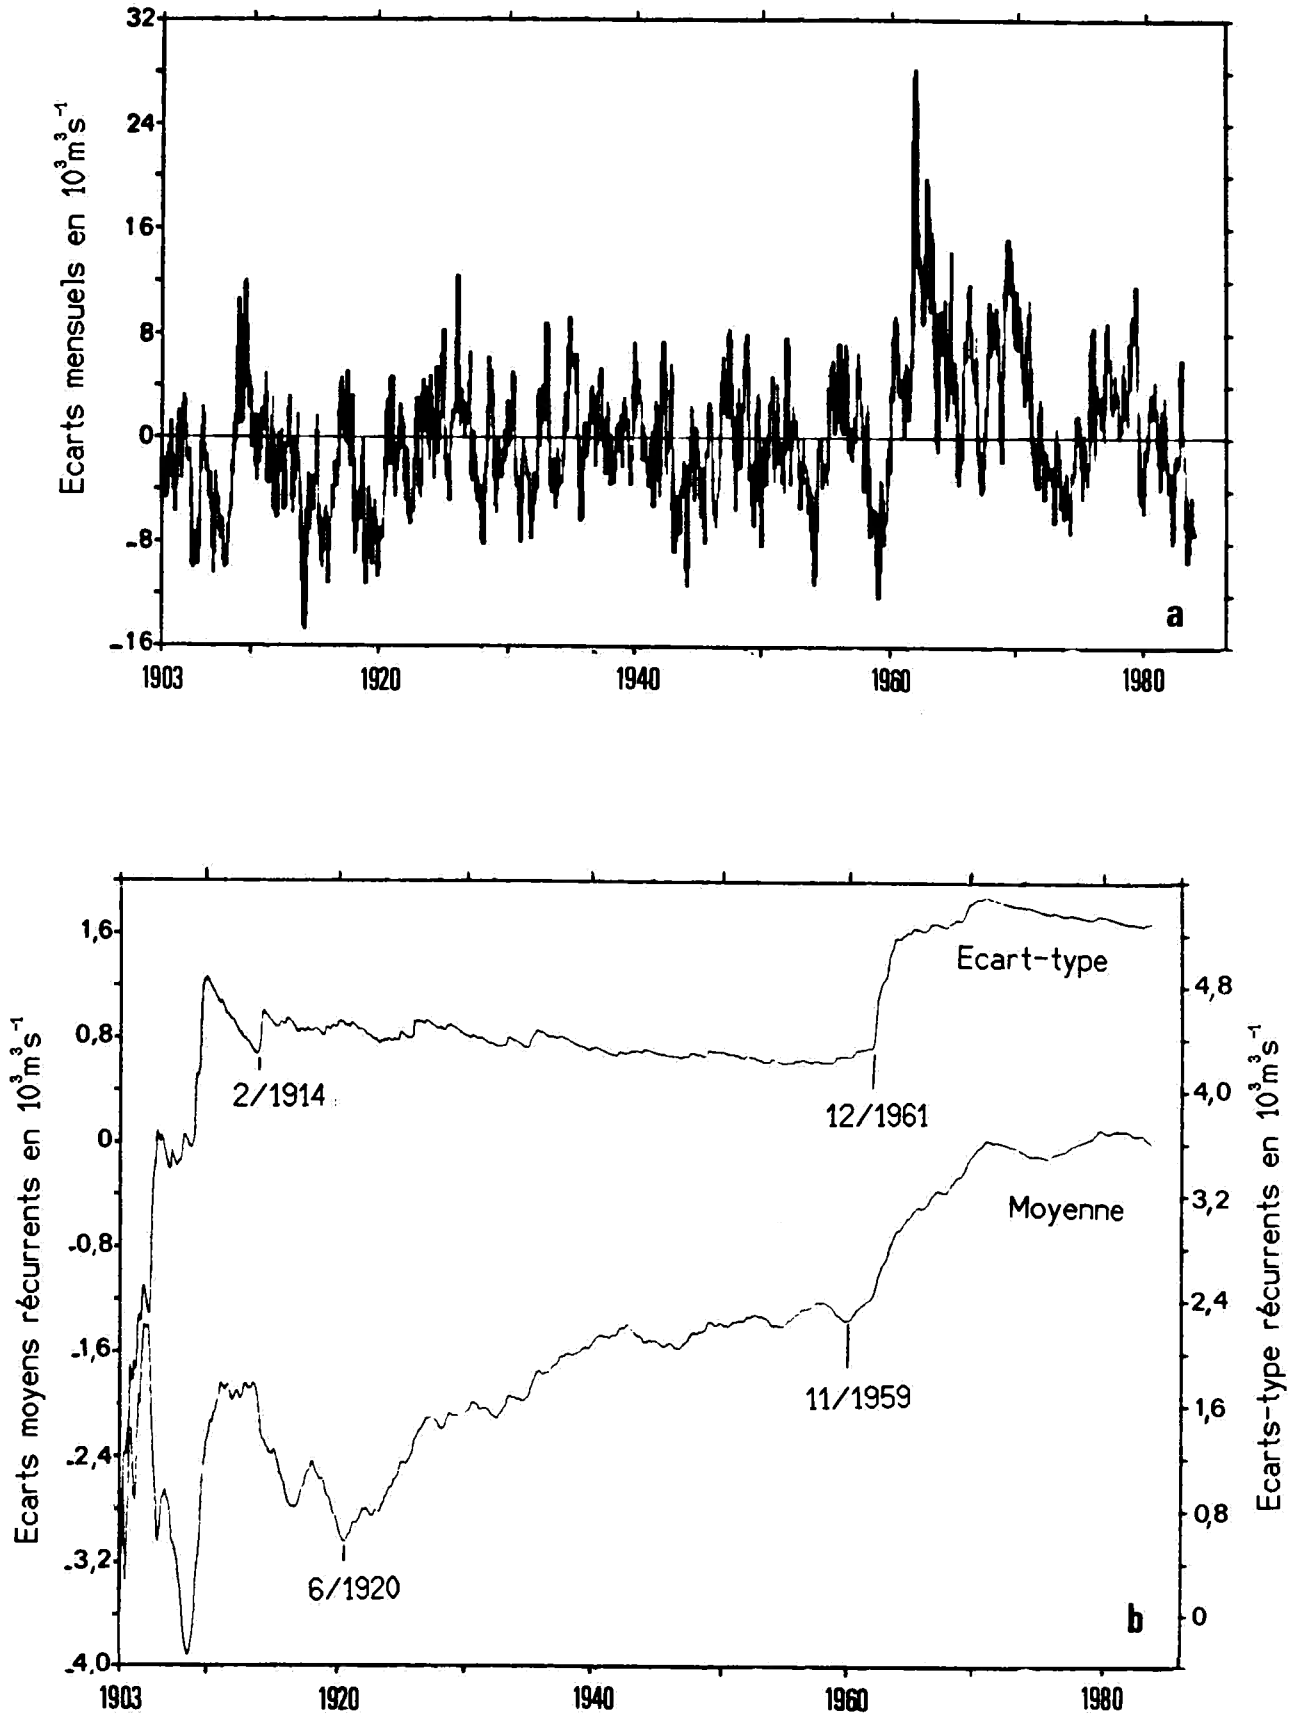 32
24
16
8
0
-8
-16
Ecarts mensuels en 10³m³s⁻¹
a
1903 1920 1940 1960 1980
1,6
0,8
0
-0,8
-1,6
-2,4
-3,2
-4,0
Ecarts moyens récurrents en 10³m³s⁻¹
Ecart-type
2/1914
12/1961
Moyenne
11/1959
6/1920
b
4,8
4,0
3,2
2,4
1,6
0,8
0
Ecarts-type récurrents en 10³m³s⁻¹
1903 1920 1940 1960 1980